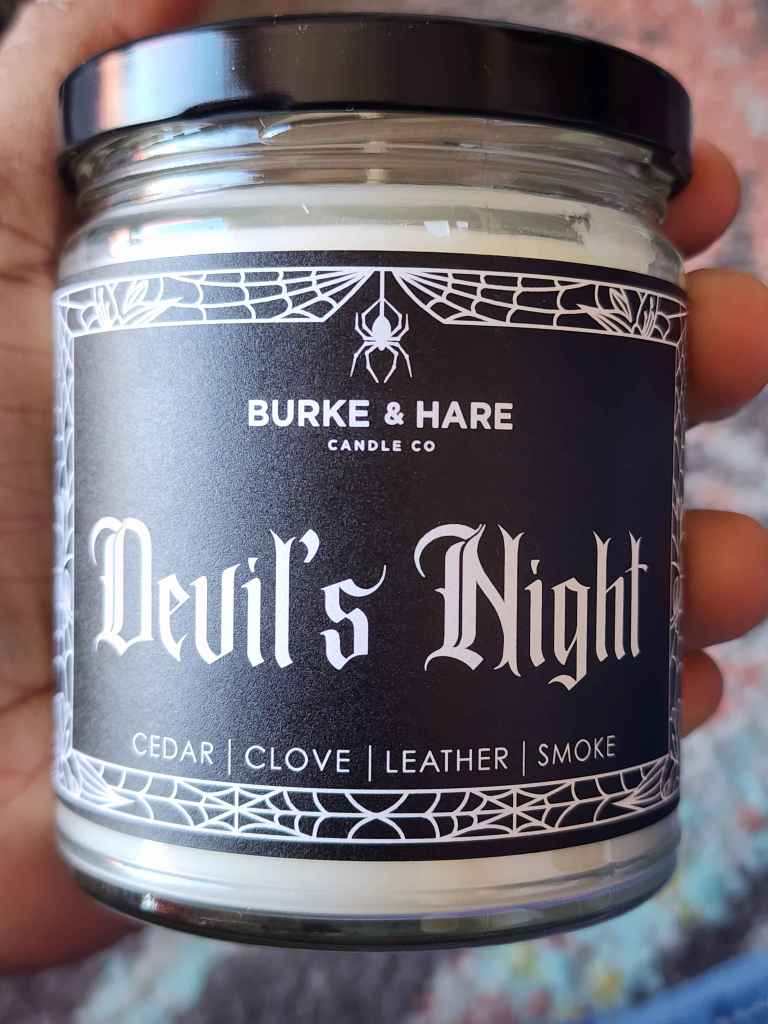 BURKE & HARE
CANDLE CO
Devil's Night
CEDAR | CLOVE | LEATHER | SMOKE